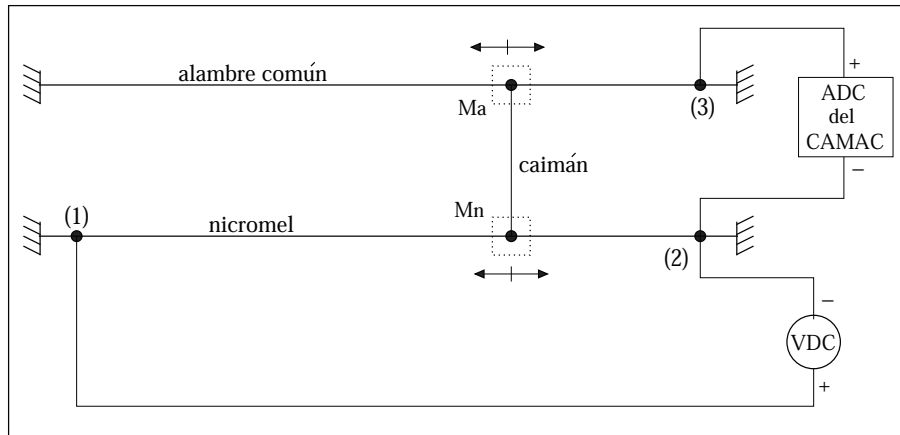 alambre común
Ma
(3)
+
ADC
del
CAMAC
−
caimán
(1)
nicromel
Mn
(2)
−
VDC
+